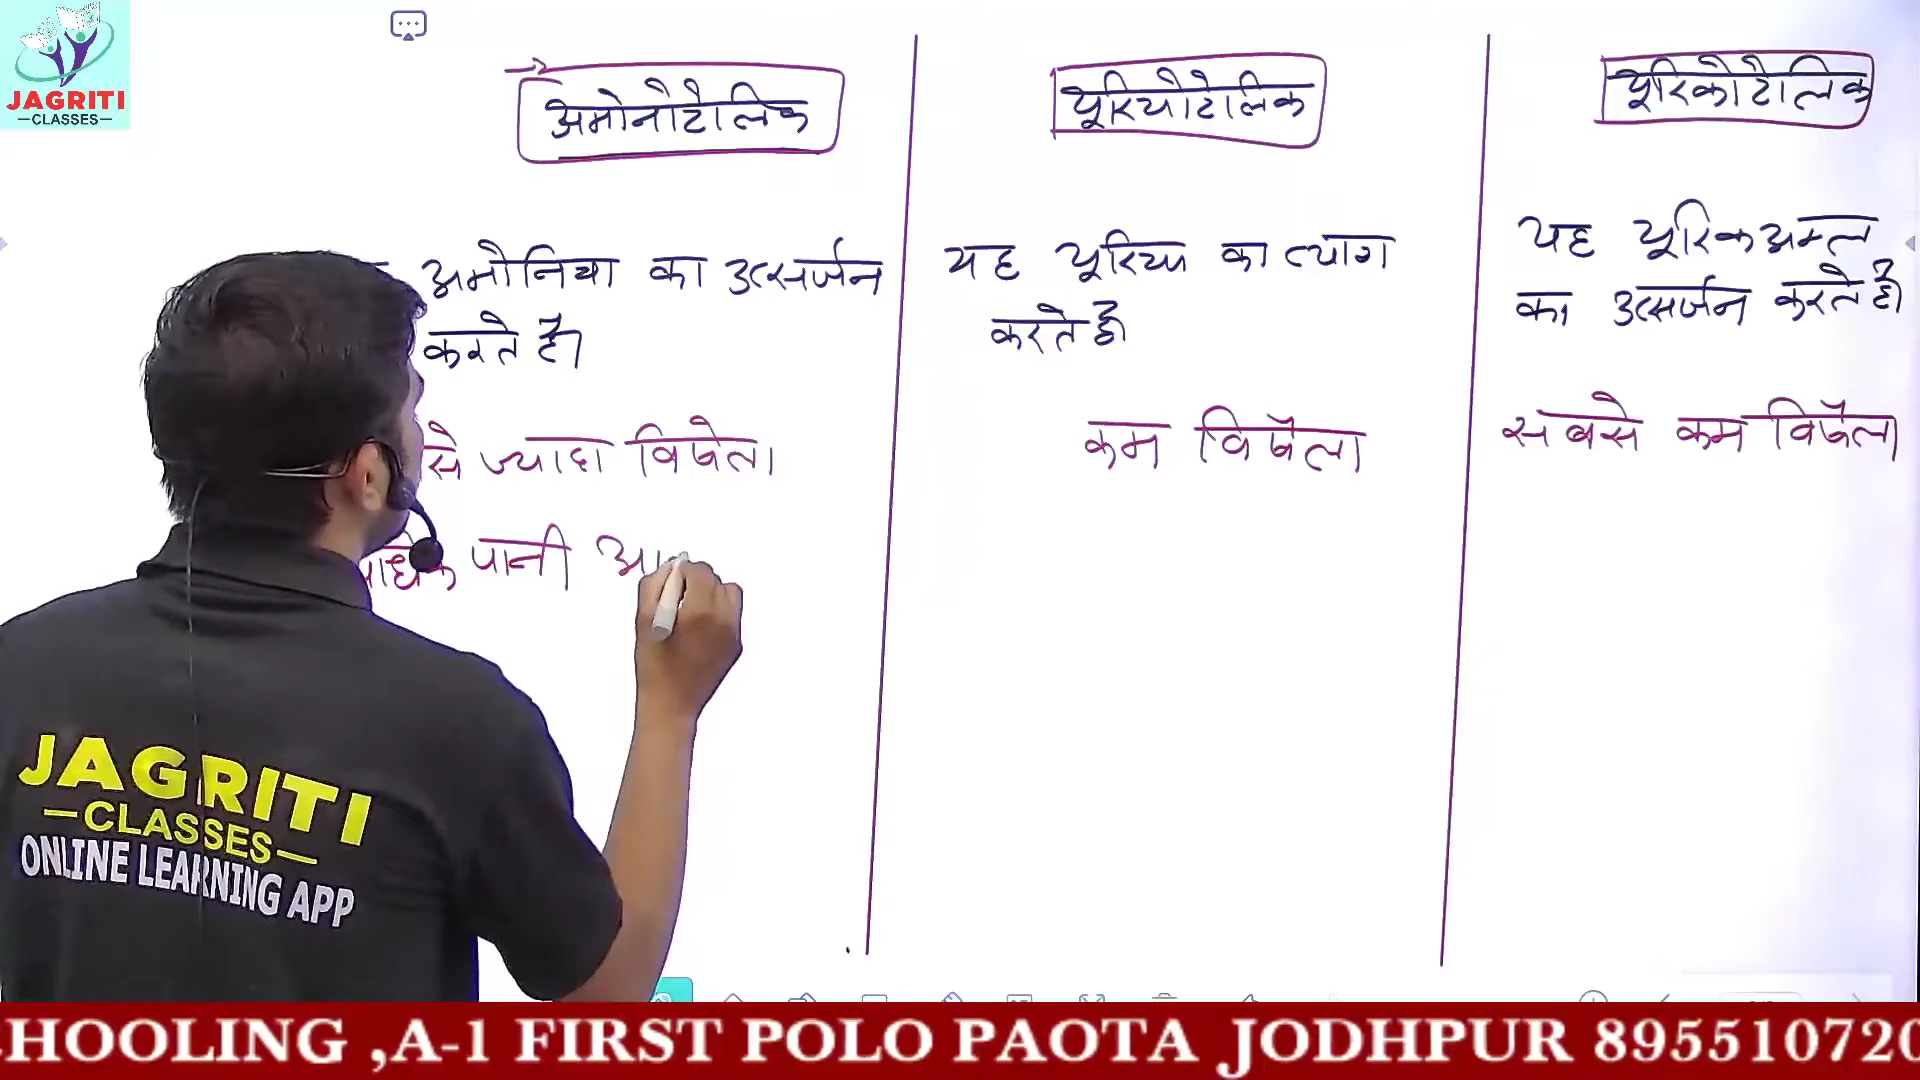 JAGRITI
CLASSES
अमोनोटेलिक
अमोनिया का उत्सर्जन
करते है।
से ज्यादा विषेला
पानी
यूरियोटेलिक
यह यूरिया का त्याग
करते है।
कम विषेला
यूरिकोटेलिक
यह यूरिक अम्ल
का उत्सर्जन करते है।
सबसे कम विषेला
JAGRITI
CLASSES
ONLINE LEARNING APP
HOOLING ,A-1 FIRST POLO PAOTA JODHPUR 895510720